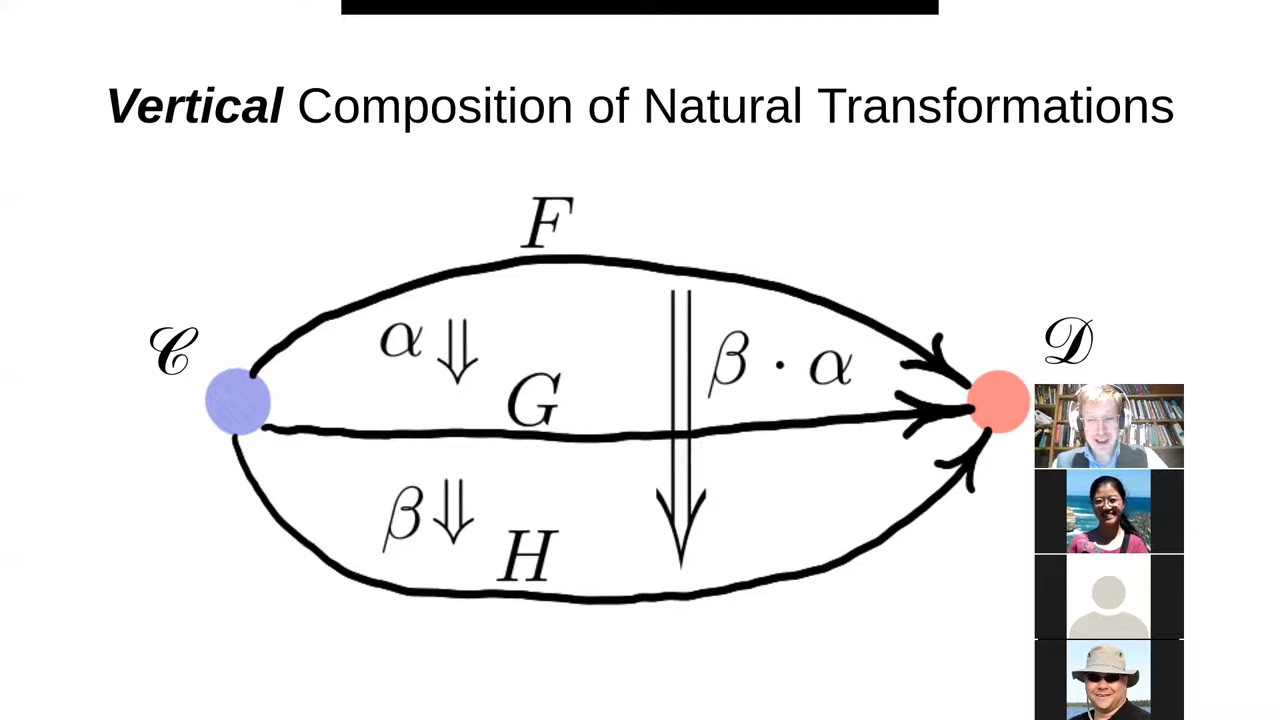 Vertical Composition of Natural Transformations
F
𝒞
𝒟
α ⇓
β · α
G
β ⇓
H